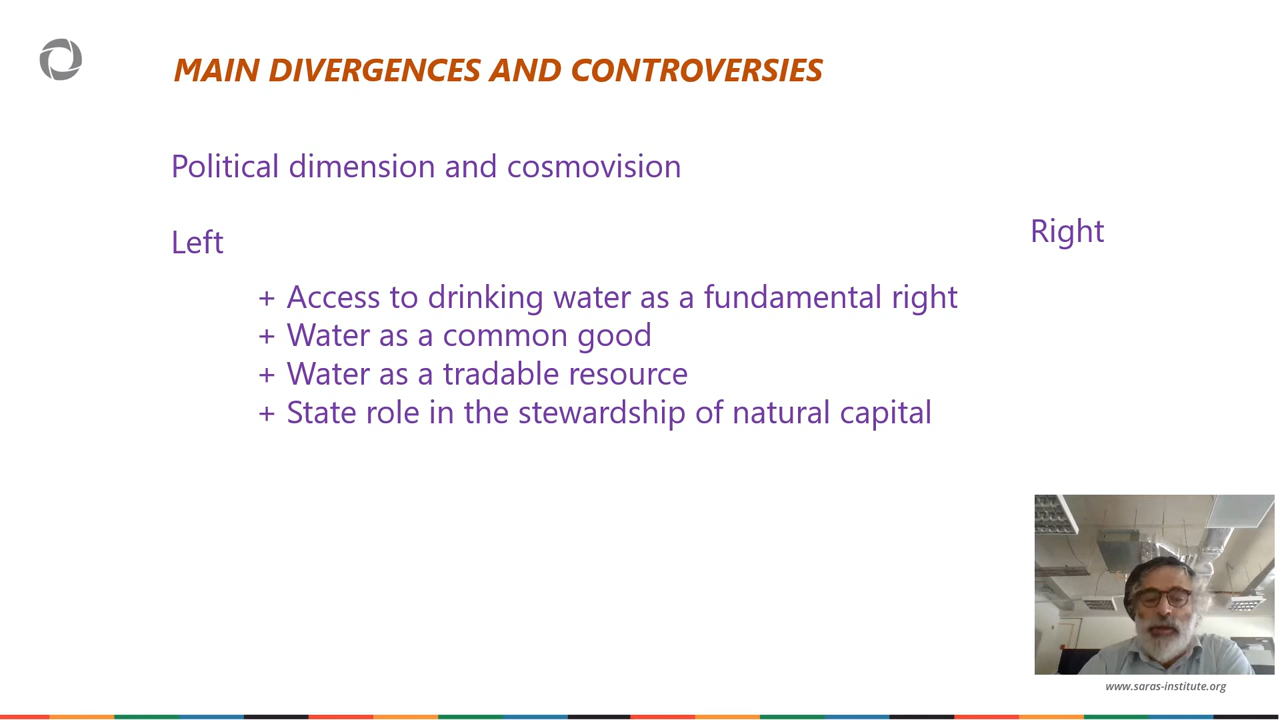 MAIN DIVERGENCES AND CONTROVERSIES
Political dimension and cosmovision
Left
Right
+ Access to drinking water as a fundamental right
+ Water as a common good
+ Water as a tradable resource
+ State role in the stewardship of natural capital
www.saras-institute.org